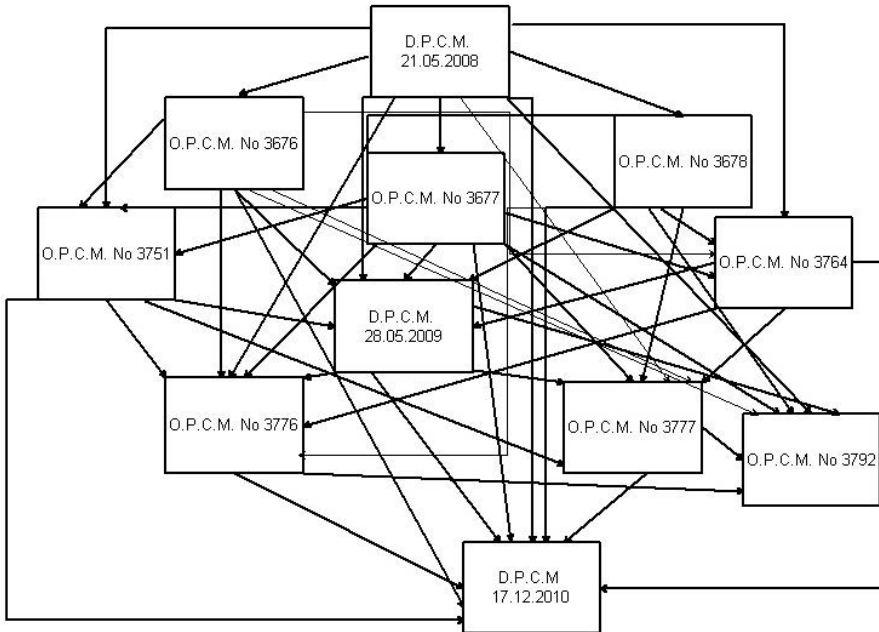 D.P.C.M.
21.05.2008
O.P.C.M. No 3676
O.P.C.M. No 3678
O.P.C.M. No 3677
O.P.C.M. No 3751
O.P.C.M. No 3764
D.P.C.M.
28.05.2009
O.P.C.M. No 3776
O.P.C.M. No 3777
O.P.C.M. No 3792
D.P.C.M
17.12.2010